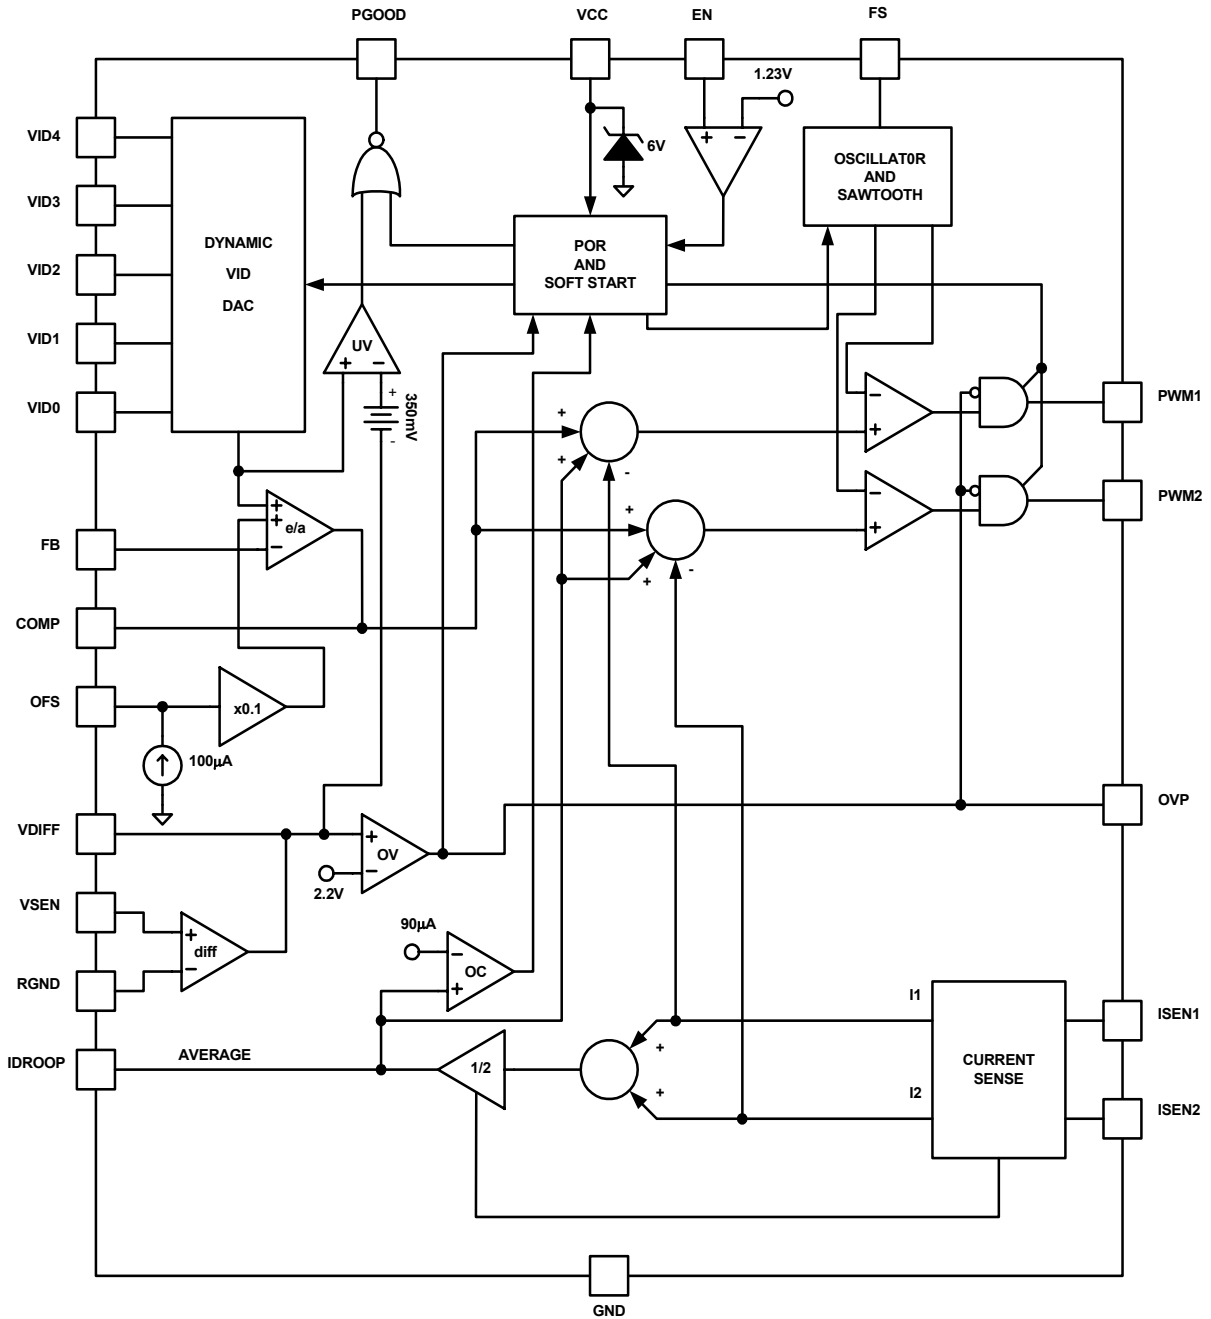 PGOOD
VCC
EN
FS
1.23V
VID4
VID3
VID2
VID1
VID0
DYNAMIC
VID
DAC
6V
+ −
OSCILLAT0R
AND
SAWTOOTH
POR
AND
SOFT START
UV
+ −
+
350mV
-
+
+
-
−
+
PWM1
+
+
-
−
+
PWM2
+
+
−
e/a
FB
COMP
OFS
x0.1
100µA
VDIFF
+
−
OV
2.2V
OVP
VSEN
+
−
diff
RGND
90µA
−
+
OC
IDROOP
AVERAGE
1/2
+
+
I1
I2
CURRENT
SENSE
ISEN1
ISEN2
GND